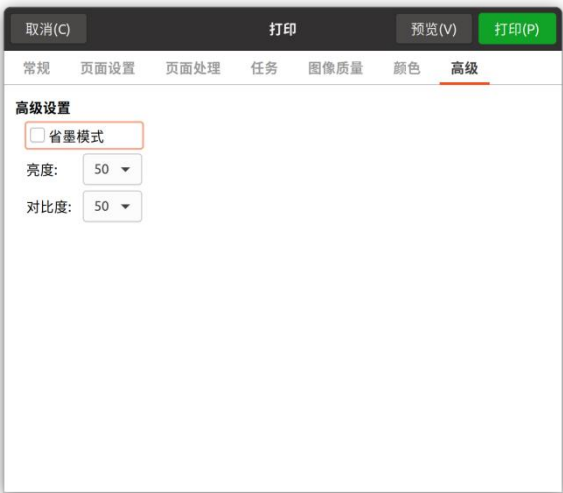 取消(C) 打印 预览(V) 打印(P)
常规 页面设置 页面处理 任务 图像质量 颜色 高级
高级设置
省墨模式
亮度: 50
对比度: 50